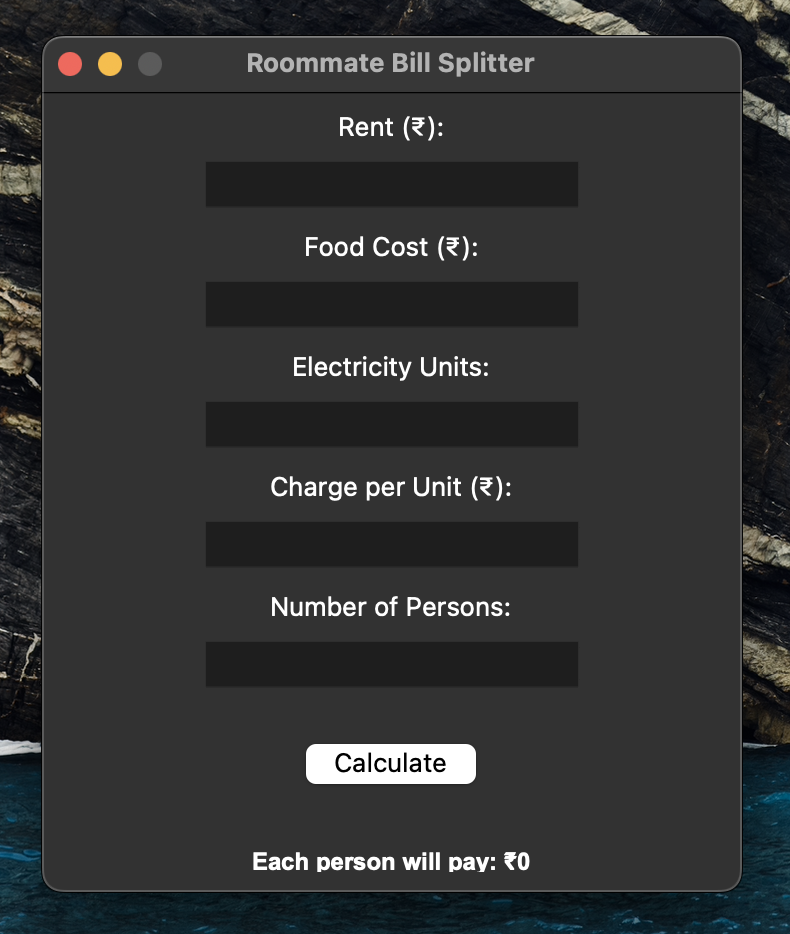 Roommate Bill Splitter
Rent (₹):
Food Cost (₹):
Electricity Units:
Charge per Unit (₹):
Number of Persons:
Calculate
Each person will pay: ₹0